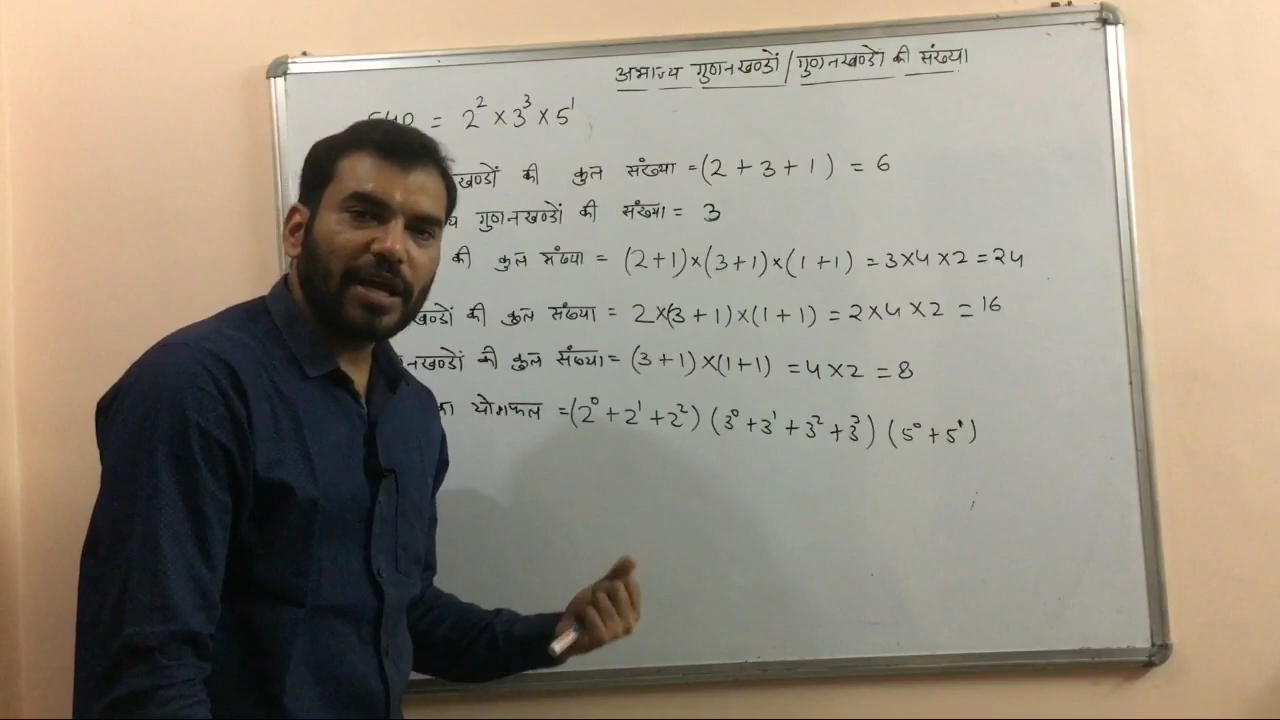 अभाज्य गुणनखण्डों/गुणनखण्डों की संख्या
540 = 2² × 3³ × 5¹
खण्डों की कुल संख्या = (2 + 3 + 1) = 6
य गुणनखण्डों की संख्या = 3
की कुल संख्या = (2+1)×(3+1)×(1+1) = 3×4×2 = 24
खण्डों की कुल संख्या = 2×(3+1)×(1+1) = 2×4×2 = 16
नखण्डों की कुल संख्या = (3+1)×(1+1) = 4×2 = 8
का योगफल = (2⁰ + 2¹ + 2²) (3⁰ + 3¹ + 3² + 3³) (5⁰ + 5¹)